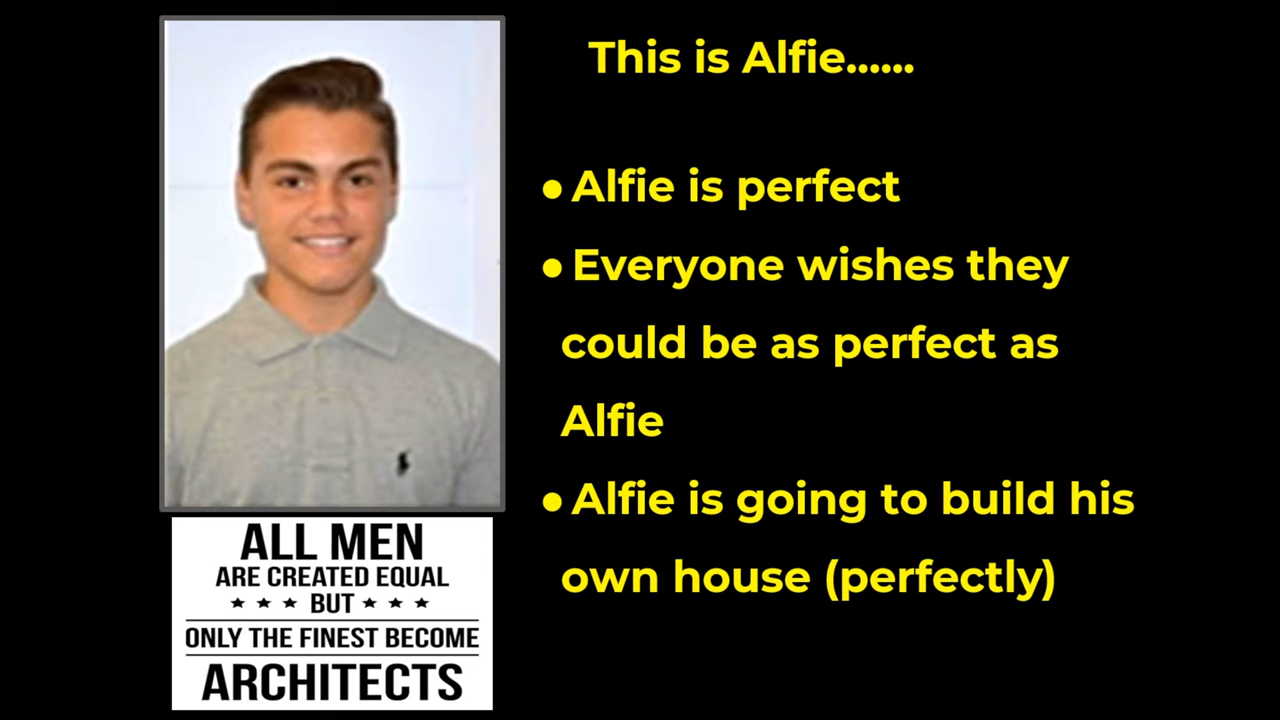 This is Alfie......
• Alfie is perfect
• Everyone wishes they
could be as perfect as
Alfie
• Alfie is going to build his
own house (perfectly)
ALL MEN
ARE CREATED EQUAL
★ ★ ★ BUT ★ ★ ★
ONLY THE FINEST BECOME
ARCHITECTS